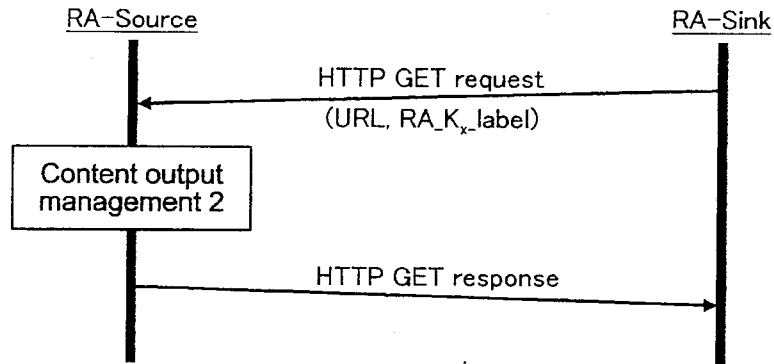 RA-Source
RA-Sink
HTTP GET request
(URL, RA_Kx_label)
Content output
management 2
HTTP GET response